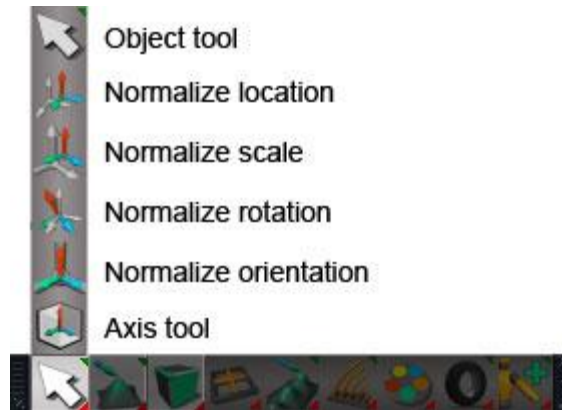 Object tool
Normalize location
Normalize scale
Normalize rotation
Normalize orientation
Axis tool